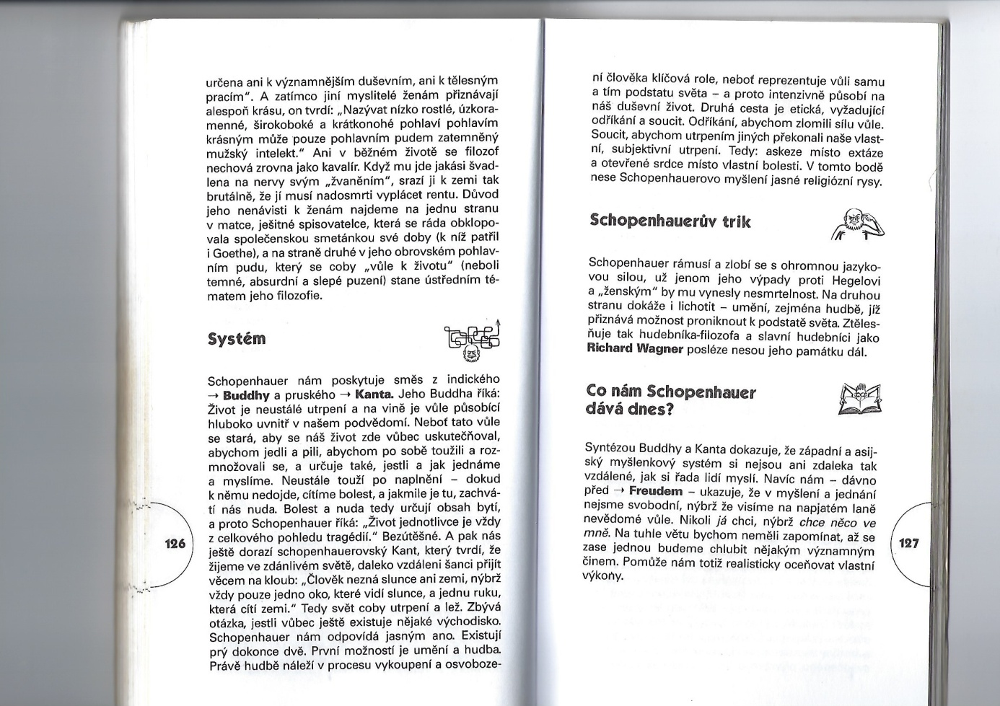 určena ani k významnějším duševním, ani k tělesným
pracím“. A zatímco jiní myslitelé ženám přiznávají
alespoň krásu, on tvrdí: „Nazývat nízko rostlé, úzkora-
menné, širokoboké a krátkonohé pohlaví pohlavím
krásným může pouze pohlavním pudem zatemněný
mužský intelekt.“ Ani v běžném životě se filozof
nechová zrovna jako kavalír. Když mu jde jakási švad-
lena na nervy svým „žvaněním“, srazí ji k zemi tak
brutálně, že jí musí nadosmrti vyplácet rentu. Důvod
jeho nenávisti k ženám najdeme na jednu stranu
v matce, ješitné spisovatelce, která se ráda obklopo-
vala společenskou smetánkou své doby (k níž patřil
i Goethe), a na straně druhé v jeho obrovském pohlav-
ním pudu, který se coby „vůle k životu“ (neboli
temné, absurdní a slepé puzení) stane ústředním té-
matem jeho filozofie.
Systém
Schopenhauer nám poskytuje směs z indického
→ Buddhy a pruského → Kanta. Jeho Buddha říká:
Život je neustálé utrpení a na vině je vůle působící
hluboko uvnitř v našem podvědomí. Neboť tato vůle
se stará, aby se náš život zde vůbec uskutečňoval,
abychom jedli a pili, abychom po sobě toužili a roz-
množovali se, a určuje také, jestli a jak jednáme
a myslíme. Neustále touží po naplnění – dokud
k němu nedojde, cítíme bolest, a jakmile je tu, zachvá-
tí nás nuda. Bolest a nuda tedy určují obsah bytí,
a proto Schopenhauer říká: „Život jednotlivce je vždy
z celkového pohledu tragédií.“ Bezútěšné. A pak nás
ještě dorazí schopenhauerovský Kant, který tvrdí, že
žijeme ve zdánlivém světě, daleko vzdáleni šanci přijít
věcem na kloub: „Člověk nezná slunce ani zemi, nýbrž
vždy pouze jedno oko, které vidí slunce, a jednu ruku,
která cítí zemi.“ Tedy svět coby utrpení a lež. Zbývá
otázka, jestli vůbec ještě existuje nějaké východisko.
Schopenhauer nám odpovídá jasným ano. Existují
prý dokonce dvě. První možností je umění a hudba.
Právě hudbě náleží v procesu vykoupení a osvoboze-
126
ní člověka klíčová role, neboť reprezentuje vůli samu
a tím podstatu světa – a proto intenzivně působí na
náš duševní život. Druhá cesta je etická, vyžadující
odříkání a soucit. Odříkání, abychom zlomili sílu vůle.
Soucit, abychom utrpením jiných překonali naše vlast-
ní, subjektivní utrpení. Tedy: askeze místo extáze
a otevřené srdce místo vlastní bolesti. V tomto bodě
nese Schopenhauerovo myšlení jasné religiózní rysy.
Schopenhauerův trik
Schopenhauer rámusí a zlobí se s ohromnou jazyko-
vou silou, už jenom jeho výpady proti Hegelovi
a „ženským“ by mu vynesly nesmrtelnost. Na druhou
stranu dokáže i lichotit – umění, zejména hudbě, jíž
přiznává možnost proniknout k podstatě světa. Ztěles-
ňuje tak hudebníka-filozofa a slavní hudebníci jako
Richard Wagner posléze nesou jeho památku dál.
Co nám Schopenhauer
dává dnes?
Syntézou Buddhy a Kanta dokazuje, že západní a asij-
ský myšlenkový systém si nejsou ani zdaleka tak
vzdálené, jak si řada lidí myslí. Navíc nám – dávno
před → Freudem – ukazuje, že v myšlení a jednání
nejsme svobodní, nýbrž že visíme na napjatém laně
nevědomé vůle. Nikoli já chci, nýbrž chce něco ve
mně. Na tuhle větu bychom neměli zapomínat, až se
zase jednou budeme chlubit nějakým významným
činem. Pomůže nám totiž realisticky oceňovat vlastní
výkony.
127